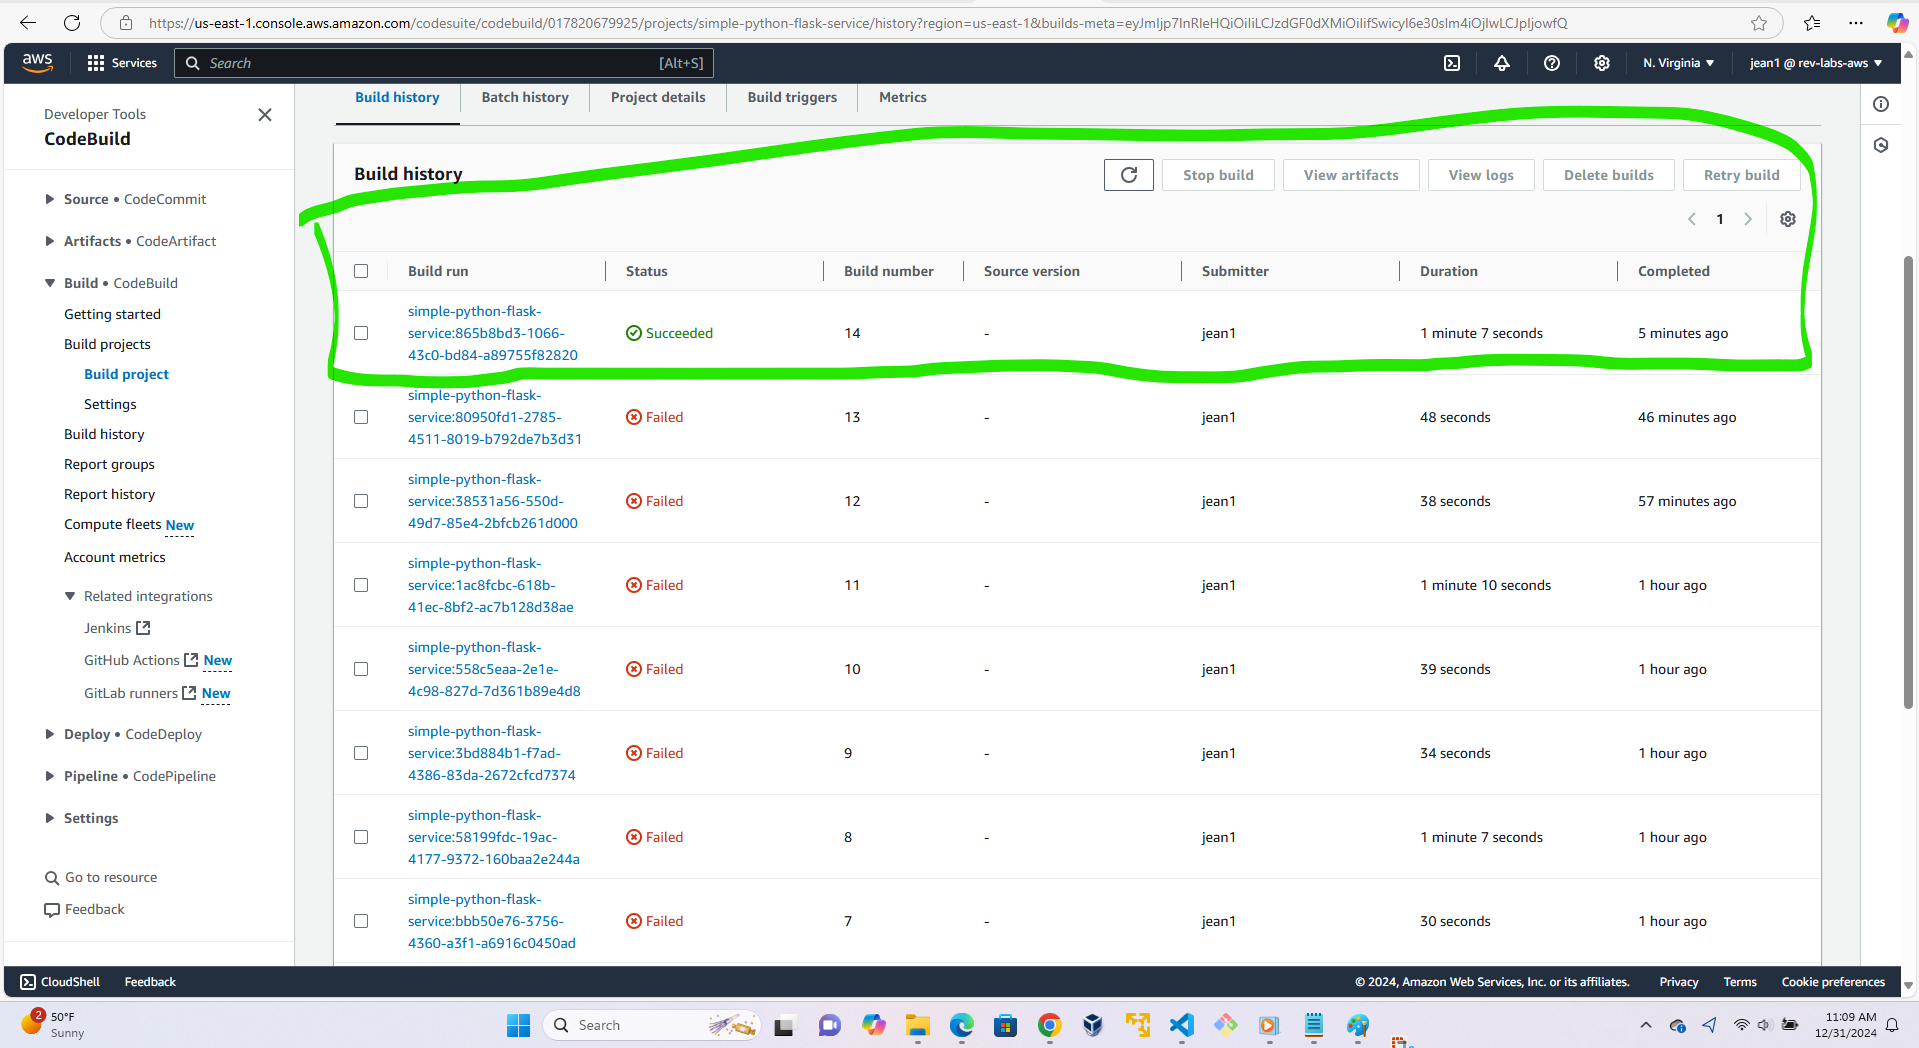 https://us-east-1.console.aws.amazon.com/codesuite/codebuild/017820679925/projects/simple-python-flask-service/history?region=us-east-1&builds-meta=eyJmIjp7InRleHQiOiIiLCJzdGF0dXMiOiIifSwicyI6e30sIm4iOjIwLCJpIjowfQ
aws Services Search [Alt+S] N. Virginia jean1 @ rev-labs-aws
Developer Tools
CodeBuild
Source • CodeCommit
Artifacts • CodeArtifact
Build • CodeBuild
Getting started
Build projects
Build project
Settings
Build history
Report groups
Report history
Compute fleets New
Account metrics
Related integrations
Jenkins
GitHub Actions New
GitLab runners New
Deploy • CodeDeploy
Pipeline • CodePipeline
Settings
Go to resource
Feedback
Build history Batch history Project details Build triggers Metrics
Build history Stop build View artifacts View logs Delete builds Retry build
1
Build run Status Build number Source version Submitter Duration Completed
simple-python-flask-
service:865b8bd3-1066- Succeeded 14 - jean1 1 minute 7 seconds 5 minutes ago
43c0-bd84-a89755f82820
simple-python-flask-
service:80950fd1-2785- Failed 13 - jean1 48 seconds 46 minutes ago
4511-8019-b792de7b3d31
simple-python-flask-
service:38531a56-550d- Failed 12 - jean1 38 seconds 57 minutes ago
49d7-85e4-2bfcb261d000
simple-python-flask-
service:1ac8fcbc-618b- Failed 11 - jean1 1 minute 10 seconds 1 hour ago
41ec-8bf2-ac7b128d38ae
simple-python-flask-
service:558c5eaa-2e1e- Failed 10 - jean1 39 seconds 1 hour ago
4c98-827d-7d361b89e4d8
simple-python-flask-
service:3bd884b1-f7ad- Failed 9 - jean1 34 seconds 1 hour ago
4386-83da-2672cfcd7374
simple-python-flask-
service:58199fdc-19ac- Failed 8 - jean1 1 minute 7 seconds 1 hour ago
4177-9372-160baa2e244a
simple-python-flask-
service:bbb50e76-3756- Failed 7 - jean1 30 seconds 1 hour ago
4360-a3f1-a6916c0450ad
CloudShell Feedback © 2024, Amazon Web Services, Inc. or its affiliates. Privacy Terms Cookie preferences
2 50°F
Sunny
Search
11:09 AM
12/31/2024